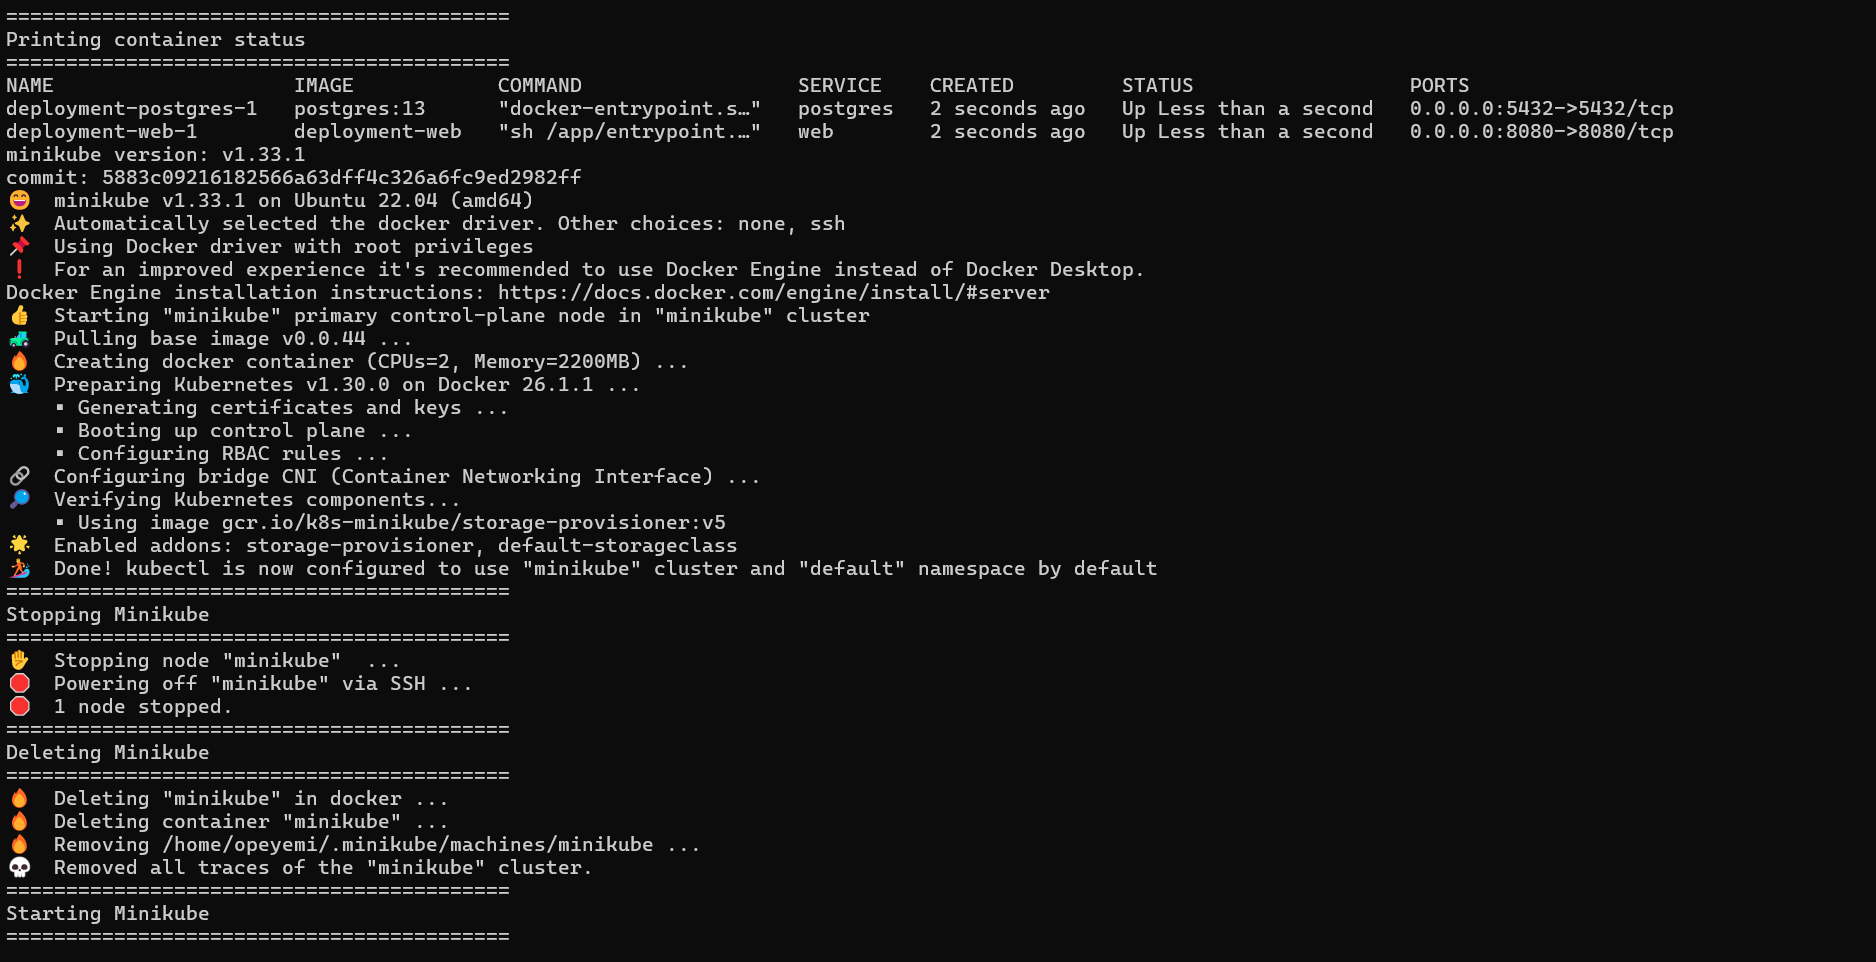 ==========================================
Printing container status
==========================================
NAME                    IMAGE            COMMAND                  SERVICE    CREATED         STATUS                  PORTS
deployment-postgres-1   postgres:13      "docker-entrypoint.s…"   postgres   2 seconds ago   Up Less than a second   0.0.0.0:5432->5432/tcp
deployment-web-1        deployment-web   "sh /app/entrypoint.…"   web        2 seconds ago   Up Less than a second   0.0.0.0:8080->8080/tcp
minikube version: v1.33.1
commit: 5883c09216182566a63dff4c326a6fc9ed2982ff
😄  minikube v1.33.1 on Ubuntu 22.04 (amd64)
✨  Automatically selected the docker driver. Other choices: none, ssh
📌  Using Docker driver with root privileges
❗  For an improved experience it's recommended to use Docker Engine instead of Docker Desktop.
Docker Engine installation instructions: https://docs.docker.com/engine/install/#server
👍  Starting "minikube" primary control-plane node in "minikube" cluster
🚜  Pulling base image v0.0.44 ...
🔥  Creating docker container (CPUs=2, Memory=2200MB) ...
🐳  Preparing Kubernetes v1.30.0 on Docker 26.1.1 ...
    ▪ Generating certificates and keys ...
    ▪ Booting up control plane ...
    ▪ Configuring RBAC rules ...
🔗  Configuring bridge CNI (Container Networking Interface) ...
🔎  Verifying Kubernetes components...
    ▪ Using image gcr.io/k8s-minikube/storage-provisioner:v5
🌟  Enabled addons: storage-provisioner, default-storageclass
🏄  Done! kubectl is now configured to use "minikube" cluster and "default" namespace by default
==========================================
Stopping Minikube
==========================================
✋  Stopping node "minikube"  ...
🛑  Powering off "minikube" via SSH ...
🛑  1 node stopped.
==========================================
Deleting Minikube
==========================================
🔥  Deleting "minikube" in docker ...
🔥  Deleting container "minikube" ...
🔥  Removing /home/opeyemi/.minikube/machines/minikube ...
💀  Removed all traces of the "minikube" cluster.
==========================================
Starting Minikube
==========================================